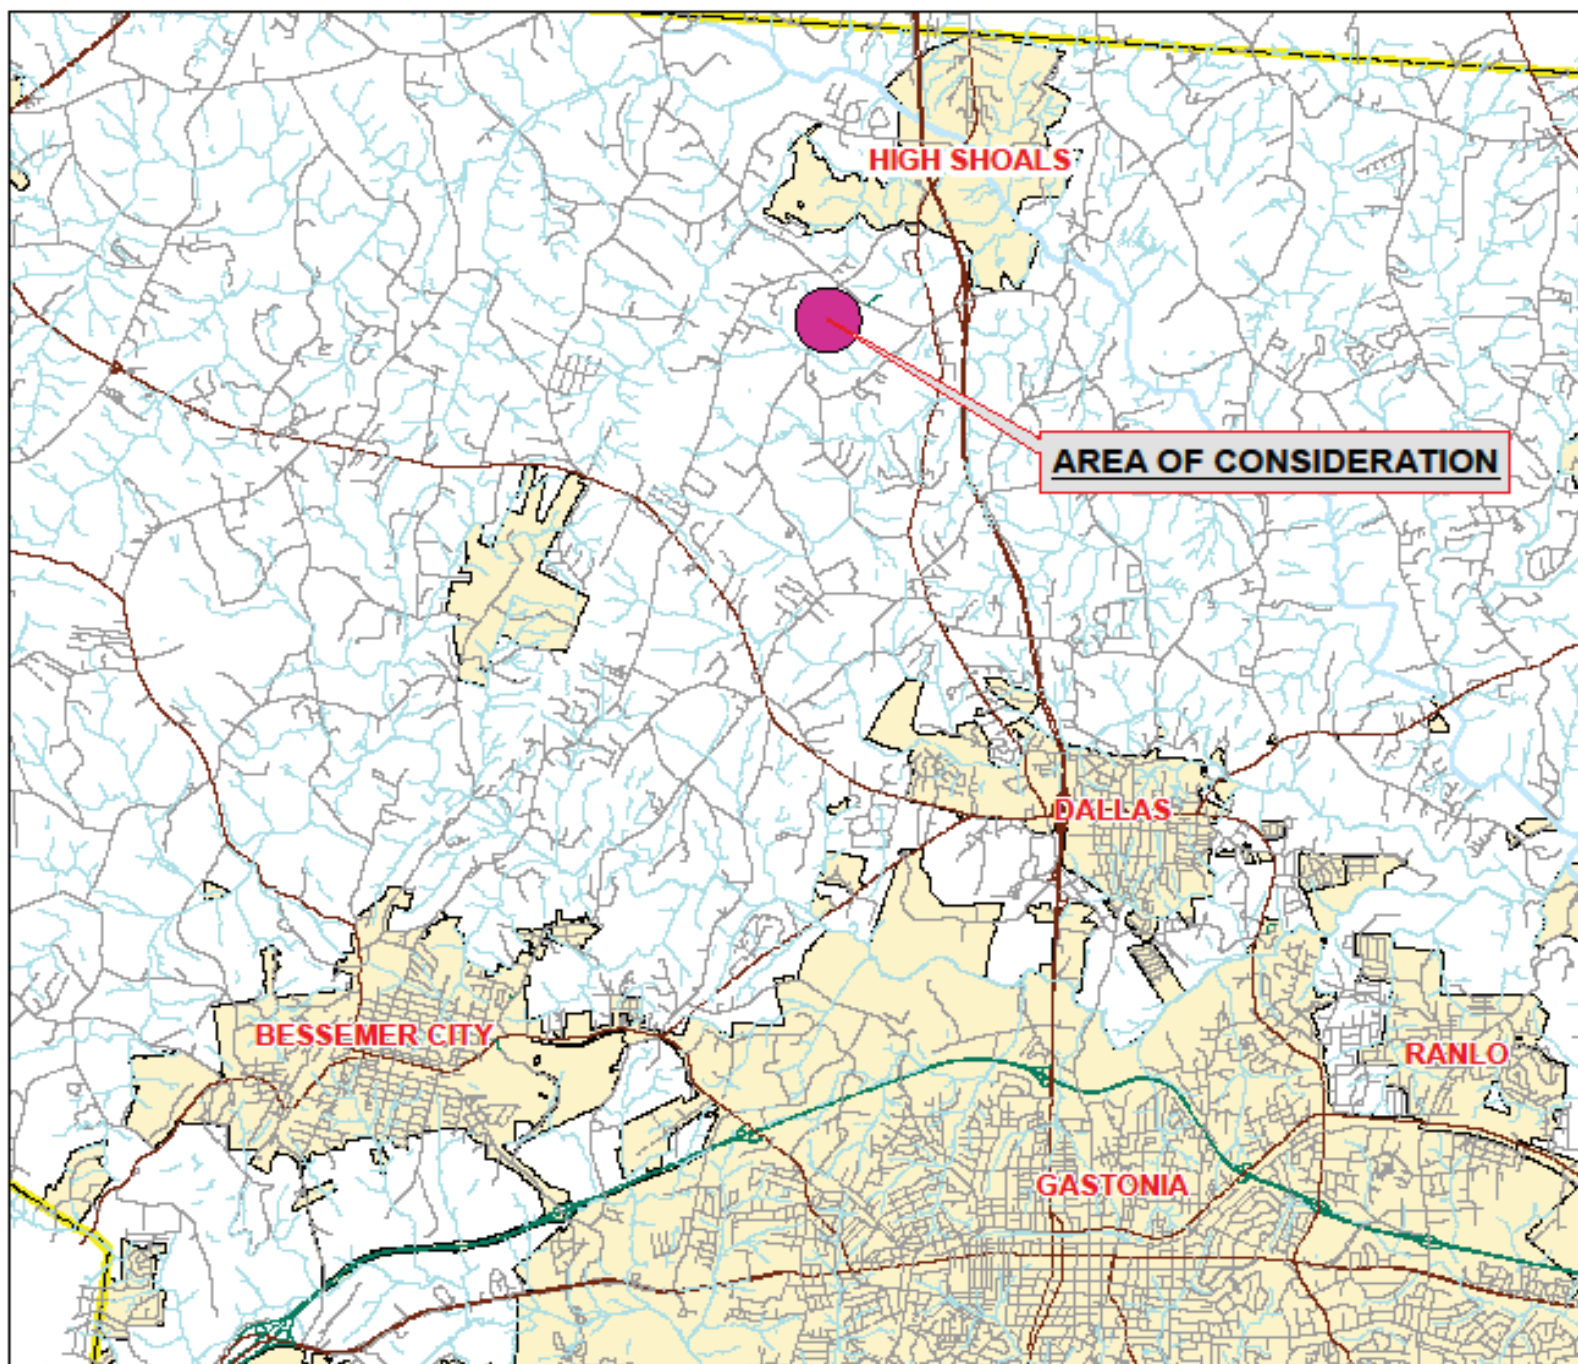 HIGH SHOALS
AREA OF CONSIDERATION
DALLAS
BESSEMER CITY
RANLO
GASTONIA